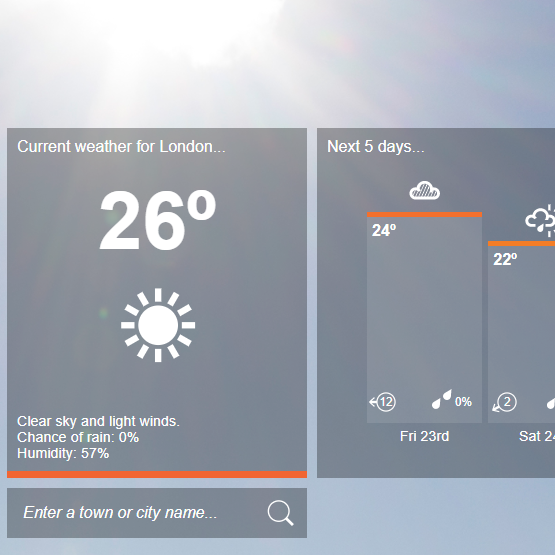 Current weather for London...
26º
Clear sky and light winds.
Chance of rain: 0%
Humidity: 57%
Enter a town or city name...
Next 5 days...
24º
12
0%
Fri 23rd
22º
2
Sat